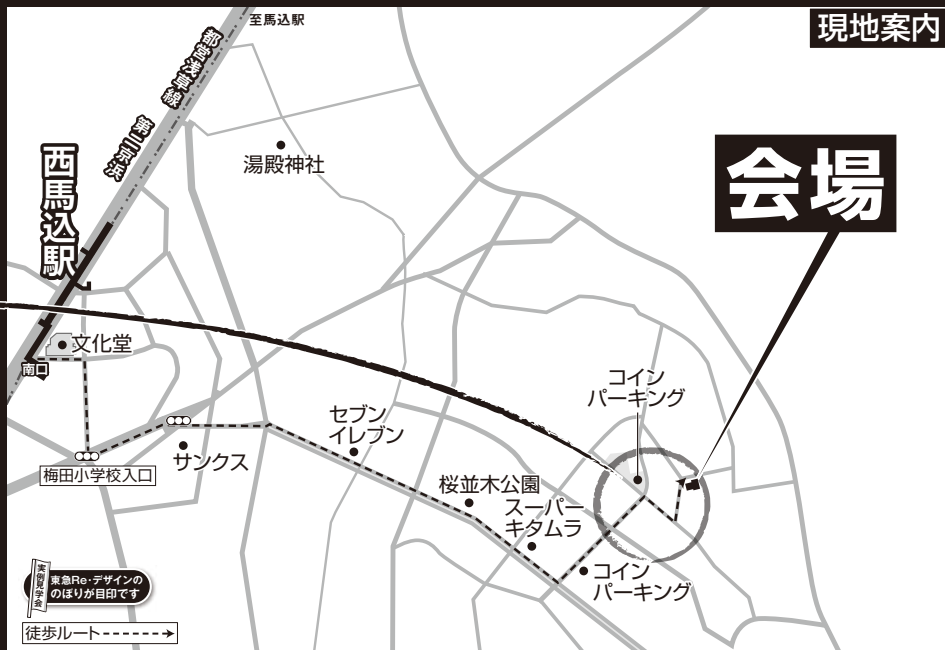 至馬込駅
現地案内
都営浅草線
第二京浜
湯殿神社
会場
西馬込駅
文化堂
南口
コイン
パーキング
セブン
イレブン
サンクス
梅田小学校入口
桜並木公園
スーパー
キタムラ
コイン
パーキング
実例見学会
東急Re・デザインの
のぼりが目印です
徒歩ルート